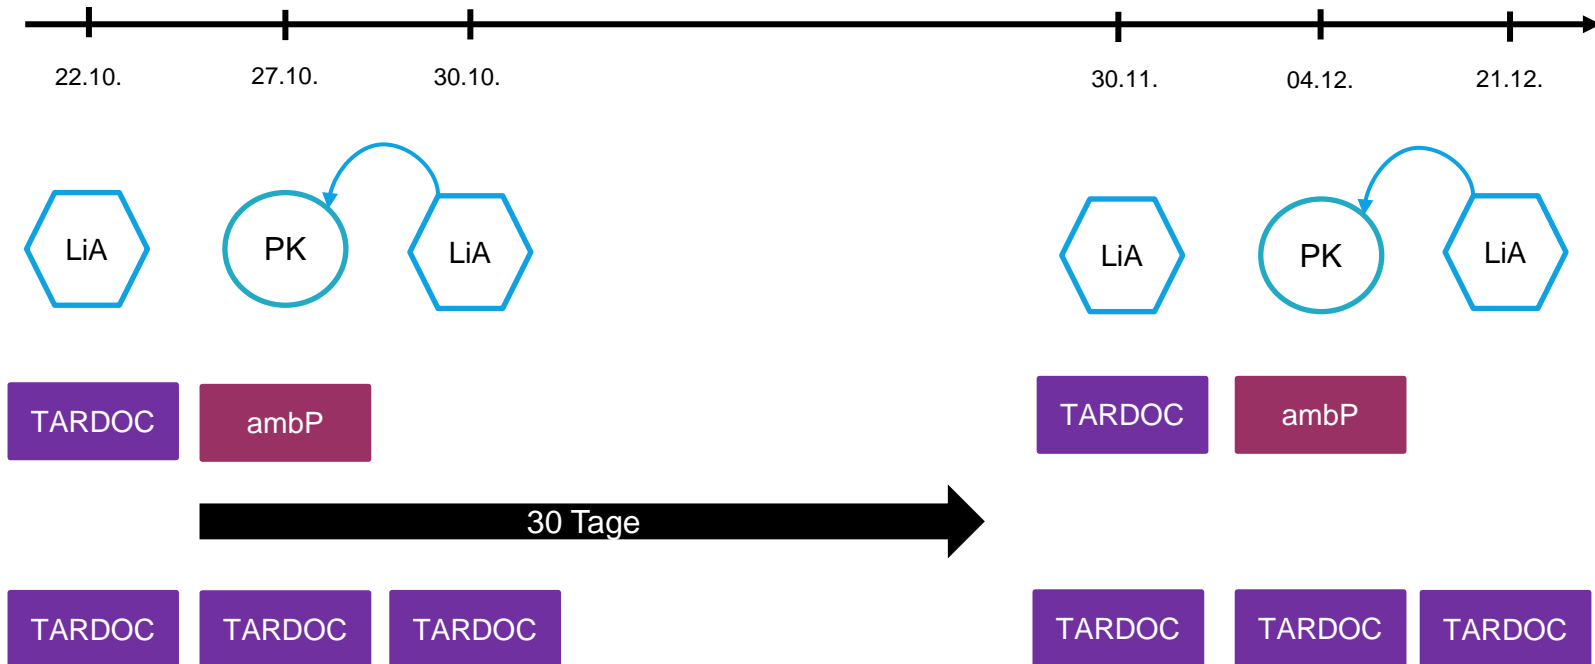 22.10. 27.10. 30.10. 30.11. 04.12. 21.12.
LiA PK LiA LiA PK LiA
TARDOC ambP TARDOC ambP
30 Tage
TARDOC TARDOC TARDOC TARDOC TARDOC TARDOC